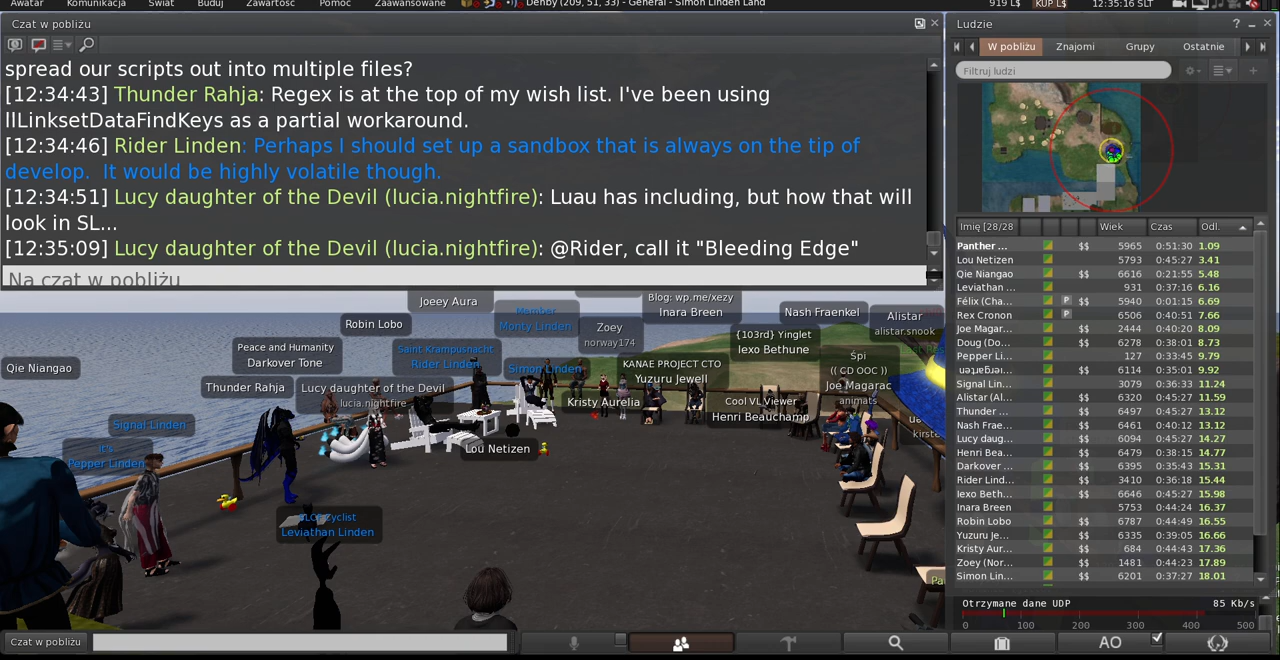 Awatar Komunikacja Świat Buduj Zawartość Pomoc Zaawansowane Denby (209, 51, 33) - General - Simon Linden Land 919 L$ KUP L$ 12:35:16 SLT
Czat w pobliżu
spread our scripts out into multiple files?
[12:34:43] Thunder Rahja: Regex is at the top of my wish list. I've been using
llLinksetDataFindKeys as a partial workaround.
[12:34:46] Rider Linden: Perhaps I should set up a sandbox that is always on the tip of
develop.  It would be highly volatile though.
[12:34:51] Lucy daughter of the Devil (lucia.nightfire): Luau has including, but how that will
look in SL...
[12:35:09] Lucy daughter of the Devil (lucia.nightfire): @Rider, call it "Bleeding Edge"
Na czat w pobliżu
Joeey Aura
Member
Monty Linden
Blog: wp.me/xezy
Inara Breen
Nash Fraenkel
Alistar
alistar.snook
Robin Lobo
Zoey
norway174
{103rd} Yinglet
Iexo Bethune
Peace and Humanity
Darkover Tone
Saint Krampusnacht
Rider Linden
Simon Linden
KANAE PROJECT CTO
Yuzuru Jewell
Śpi
(( CD OOC ))
Joe Magarac
animats
Qie Niangao
Thunder Rahja
Lucy daughter of the Devil
lucia.nightfire
Kristy Aurelia
Cool VL Viewer
Henri Beauchamp
kirste
Signal Linden
it's
Pepper Linden
Lou Netizen
Leviathan Linden
Pa
Czat w pobliżu
Ludzie
? _ ×
W pobliżu Znajomi Grupy Ostatnie
Filtruj ludzi
Imię [28/28 Wiek Czas Odl.
Panther ... $$ 5965 0:51:30 1.09
Lou Netizen 5793 0:45:27 3.41
Qie Niangao $$ 6616 0:21:55 5.48
Leviathan ... 931 0:37:16 6.16
Félix (Cha... P $$ 5940 0:01:15 6.69
Rex Cronon P 6506 0:40:51 7.66
Joe Magar... $$ 2444 0:40:20 8.09
Doug (Do... $$ 6278 0:38:01 8.73
Pepper Li... 127 0:33:45 9.79
$$ 6114 0:35:01 9.92
Signal Lin... 3079 0:36:33 11.24
Alistar (Al... $$ 6320 0:45:27 11.59
Thunder ... $$ 6497 0:45:27 13.12
Nash Frae... $$ 6461 0:40:12 13.12
Lucy daug... $$ 6094 0:45:27 14.27
Henri Bea... $$ 6479 0:38:15 14.77
Darkover ... $$ 6395 0:35:43 15.31
Rider Lind... $$ 3410 0:36:18 15.44
Iexo Beth... $$ 6646 0:45:27 15.98
Inara Breen 5753 0:44:24 16.37
Robin Lobo $$ 6787 0:44:49 16.55
Yuzuru Je... $$ 6335 0:39:05 16.66
Kristy Aur... $$ 684 0:44:43 17.36
Zoey (Nor... $$ 1481 0:44:23 17.89
Simon Lin... $$ 6201 0:37:27 18.01
Otrzymane dane UDP 85 Kb/s
0 100 200 300 400 500
AO